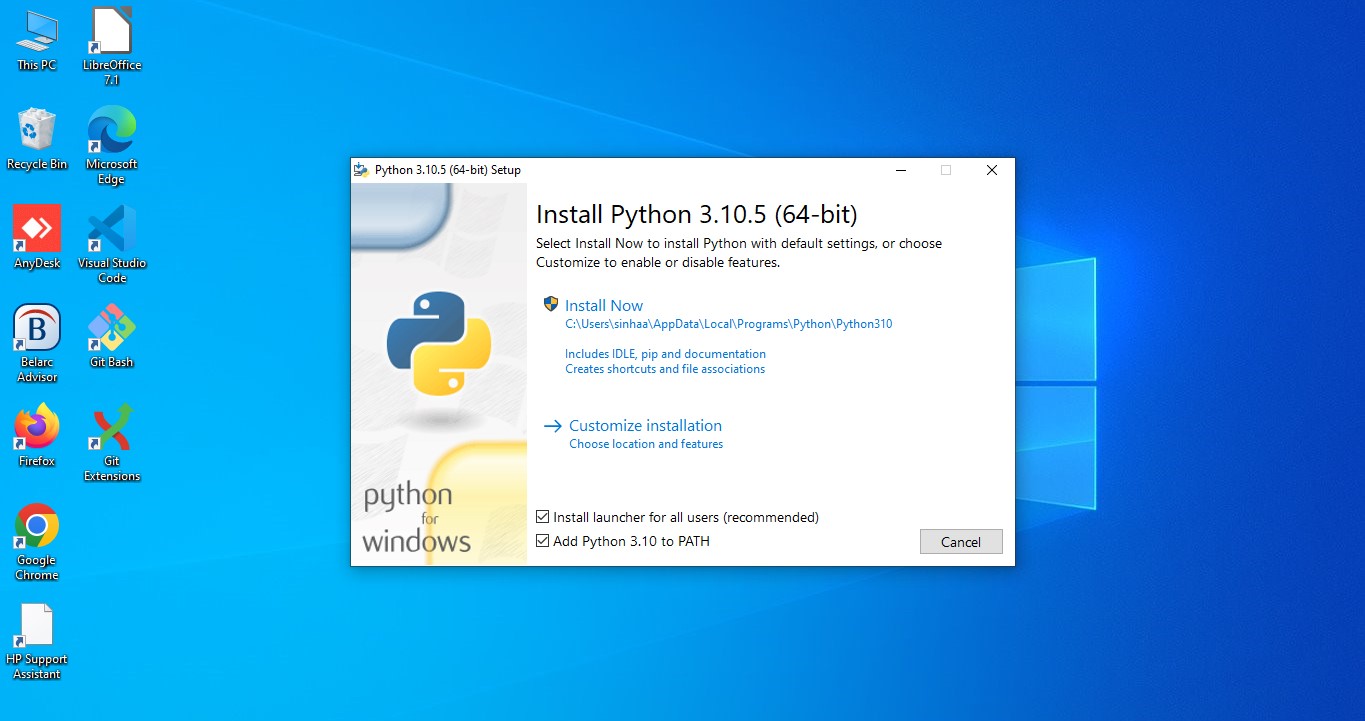 This PC
LibreOffice
7.1
Recycle Bin
Microsoft
Edge
AnyDesk
Visual Studio
Code
B
Belarc
Advisor
Git Bash
Firefox
Git
Extensions
Google
Chrome
HP Support
Assistant
Python 3.10.5 (64-bit) Setup
Install Python 3.10.5 (64-bit)
Select Install Now to install Python with default settings, or choose
Customize to enable or disable features.
Install Now
C:\Users\sinhaa\AppData\Local\Programs\Python\Python310
Includes IDLE, pip and documentation
Creates shortcuts and file associations
Customize installation
Choose location and features
python
for
windows
Install launcher for all users (recommended)
Add Python 3.10 to PATH
Cancel